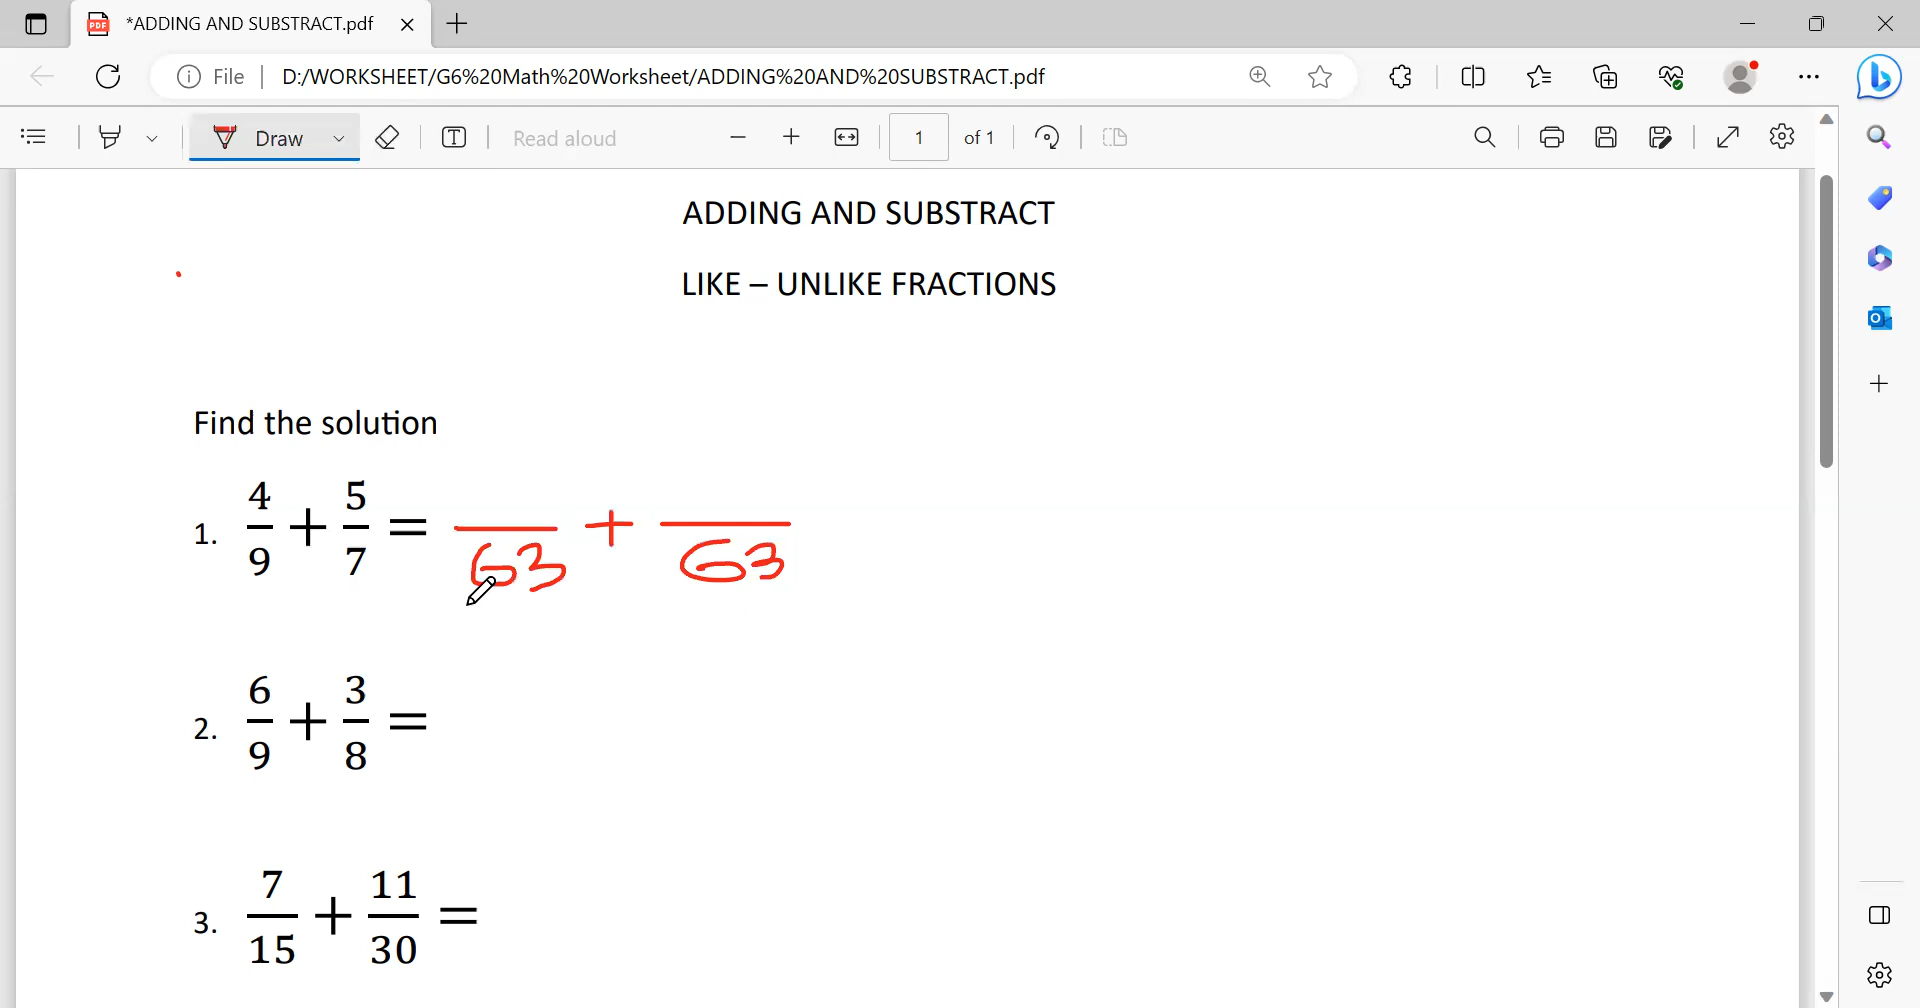 *ADDING AND SUBSTRACT.pdf
File D:/WORKSHEET/G6%20Math%20Worksheet/ADDING%20AND%20SUBSTRACT.pdf
Draw Read aloud 1 of 1
ADDING AND SUBSTRACT
LIKE – UNLIKE FRACTIONS
Find the solution
1. 4/9 + 5/7 = /63 + /63
2. 6/9 + 3/8 =
3. 7/15 + 11/30 =